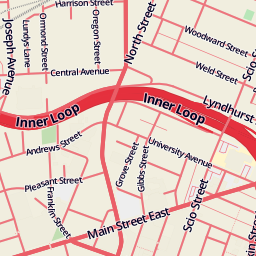 Harrison Street
Joseph Avenue
Luntys Lane
Ormond Street
Oregon Street
North Street
Woodward Street
Weld Street
Scio S
Central Avenue
Inner Loop
Inner Loop
Lyndhurst
Andrews Street
University Avenue
Grove Street
Gibbs Street
Pleasant Street
Franklin Street
Scio Street
Main Street East
Main